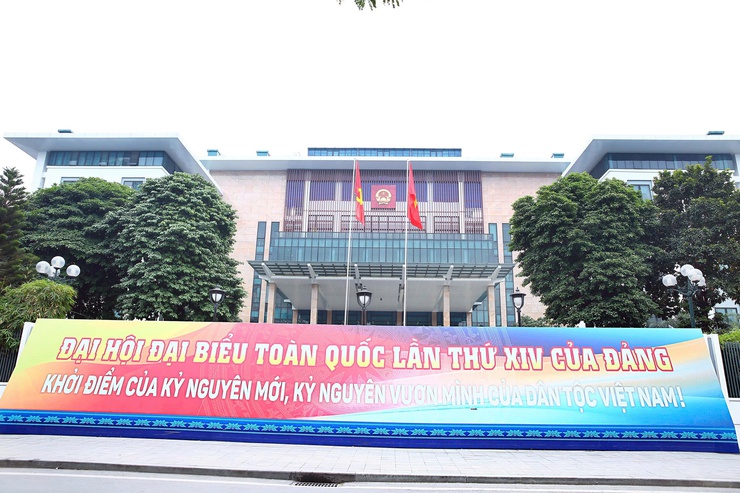 ĐẠI HỘI ĐẠI BIỂU TOÀN QUỐC LẦN THỨ XIV CỦA ĐẢNG
KHỞI ĐIỂM CỦA KỶ NGUYÊN MỚI, KỶ NGUYÊN VƯƠN MÌNH CỦA DÂN TỘC VIỆT NAM!